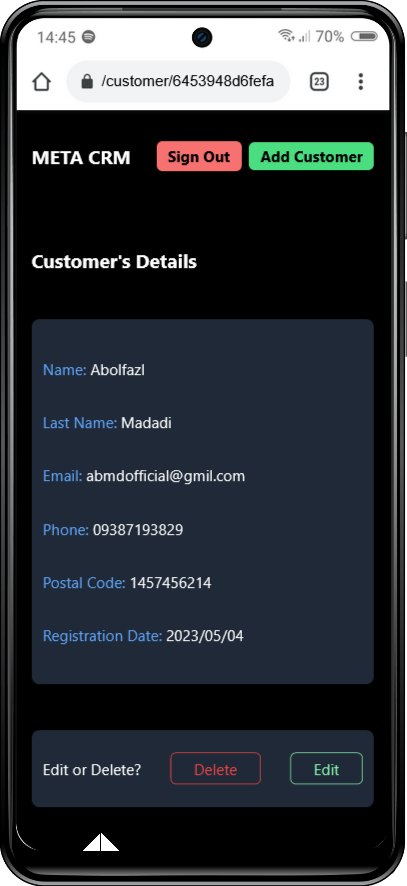 14:45 70%
/customer/6453948d6fefa 23
META CRM Sign Out Add Customer
Customer's Details
Name: Abolfazl
Last Name: Madadi
Email: abmdofficial@gmil.com
Phone: 09387193829
Postal Code: 1457456214
Registration Date: 2023/05/04
Edit or Delete? Delete Edit